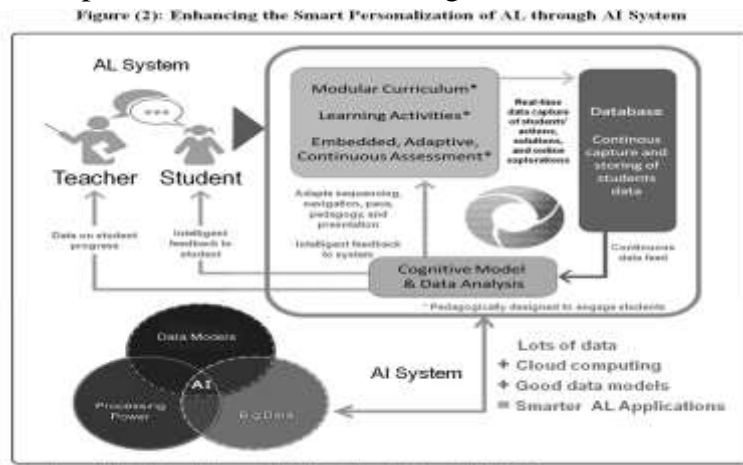 Figure (2): Enhancing the Smart Personalization of AL through AI System
AL System
Teacher
Student
Modular Curriculum*
Learning Activities*
Embedded, Adaptive,
Continuous Assessment*
Real-time
data capture
of students'
actions,
solutions,
and online
explorations
Database
Continous
capture and
storing of
students
data
Adapts sequencing,
navigation, pace,
pedagogy, and
presentation
Intelligent feedback
to system
Data on student
progress
Intelligent
feedback to
student
Continuous
data feed
Cognitive Model
& Data Analysis
* Pedagogically designed to engage students
Data Models
AI
Processing
Power
Big Data
AI System
Lots of data
+ Cloud computing
+ Good data models
= Smarter AL Applications